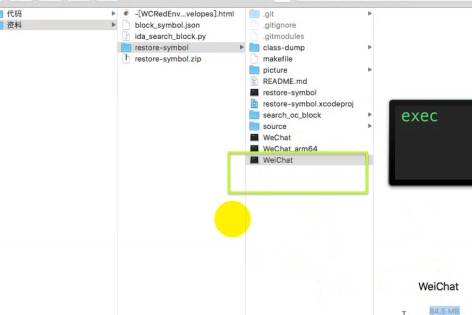 代码
资料
-[WCRedEnv...velopes].html
block_symbol.json
ida_search_block.py
restore-symbol
restore-symbol.zip
.git
.gitignore
.gitmodules
class-dump
makefile
picture
README.md
restore-symbol
restore-symbol.xcodeproj
search_oc_block
source
WeChat
WeChat_arm64
WeiChat
exec
WeiChat
84.5 MB